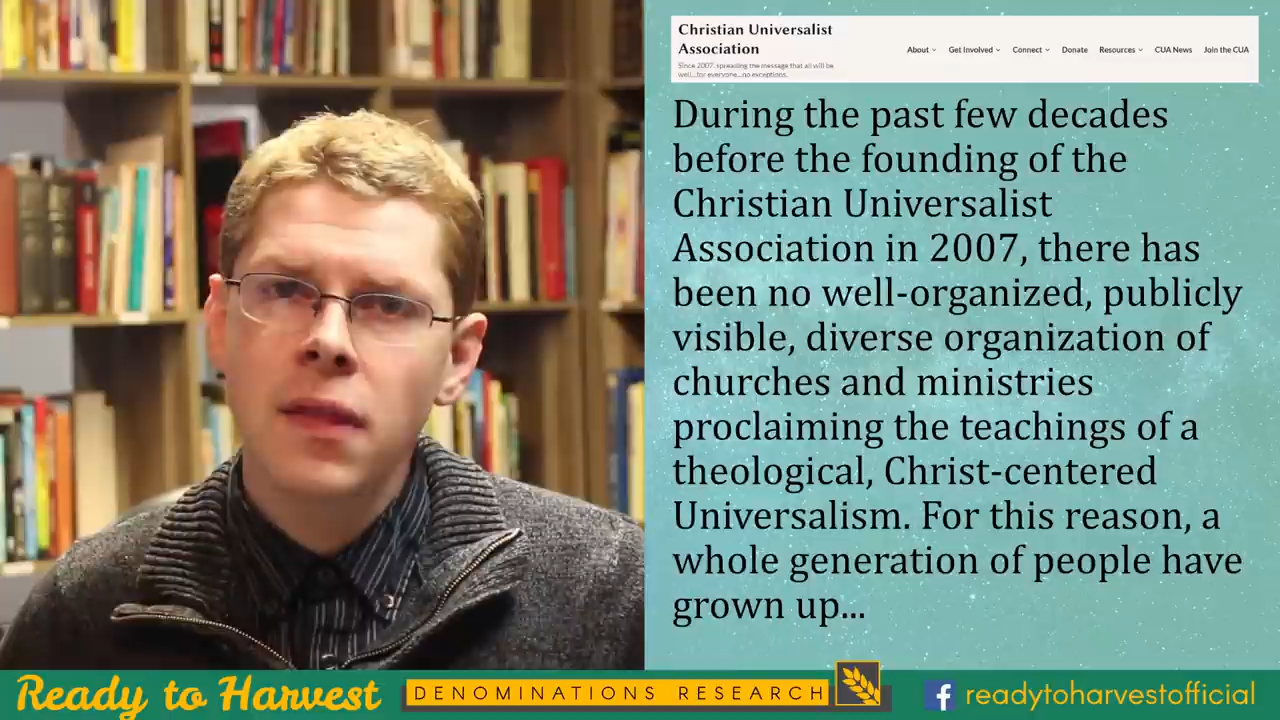 Christian Universalist
Association
Since 2007, spreading the message that all will be
well...for everyone...no exceptions.
About Get Involved Connect Donate Resources CUA News Join the CUA
During the past few decades
before the founding of the
Christian Universalist
Association in 2007, there has
been no well-organized, publicly
visible, diverse organization of
churches and ministries
proclaiming the teachings of a
theological, Christ-centered
Universalism. For this reason, a
whole generation of people have
grown up...
Ready to Harvest DENOMINATIONS RESEARCH readytoharvestofficial